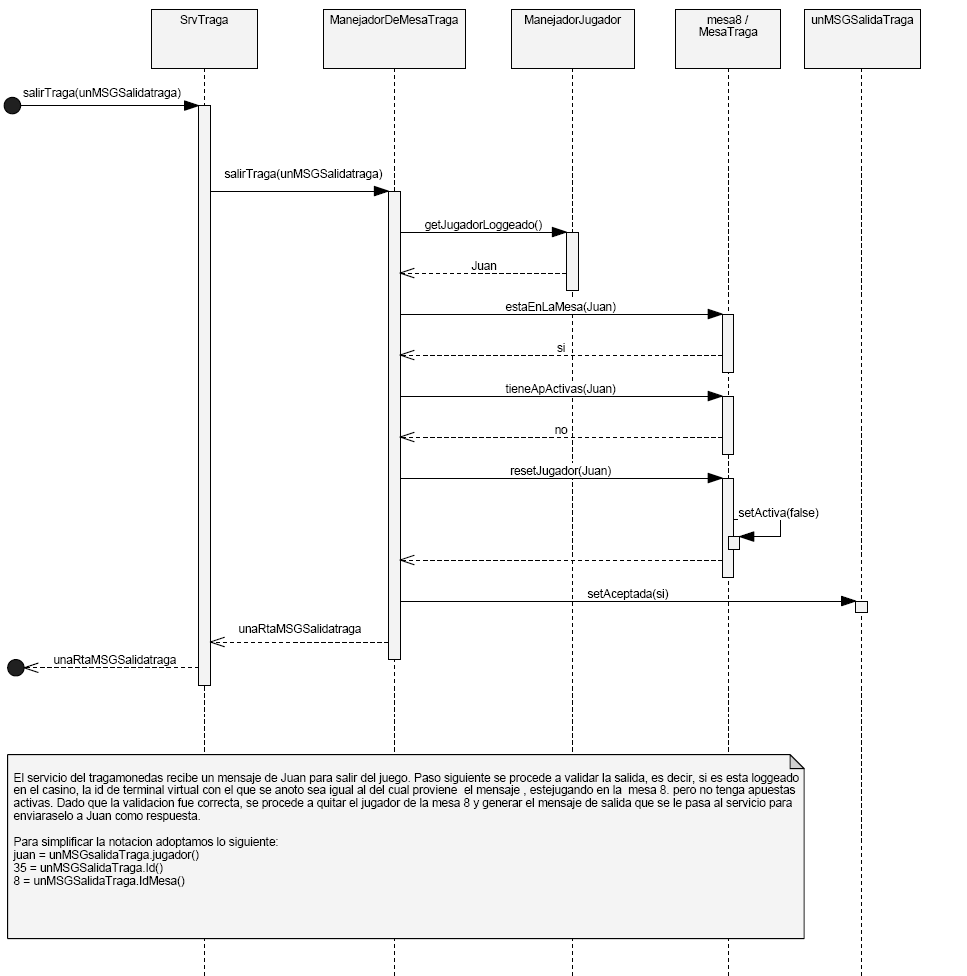 SrvTraga
ManejadorDeMesaTraga
ManejadorJugador
mesa8 /
MesaTraga
unMSGSalidaTraga
salirTraga(unMSGSalidatraga)
salirTraga(unMSGSalidatraga)
getJugadorLoggeado()
Juan
estaEnLaMesa(Juan)
si
tieneApActivas(Juan)
no
resetJugador(Juan)
setActiva(false)
setAceptada(si)
unaRtaMSGSalidatraga
unaRtaMSGSalidatraga
El servicio del tragamonedas recibe un mensaje de Juan para salir del juego. Paso siguiente se procede a validar la salida, es decir, si es esta loggeado
en el casino, la id de terminal virtual con el que se anoto sea igual al del cual proviene el mensaje , estejugando en la mesa 8. pero no tenga apuestas
activas. Dado que la validacion fue correcta, se procede a quitar el jugador de la mesa 8 y generar el mensaje de salida que se le pasal al servicio para
enviaraselo a Juan como respuesta.
Para simplificar la notacion adoptamos lo siguiente:
juan = unMSGsalidaTraga.jugador()
35 = unMSGSalidaTraga.Id()
8 = unMSGSalidaTraga.IdMesa()